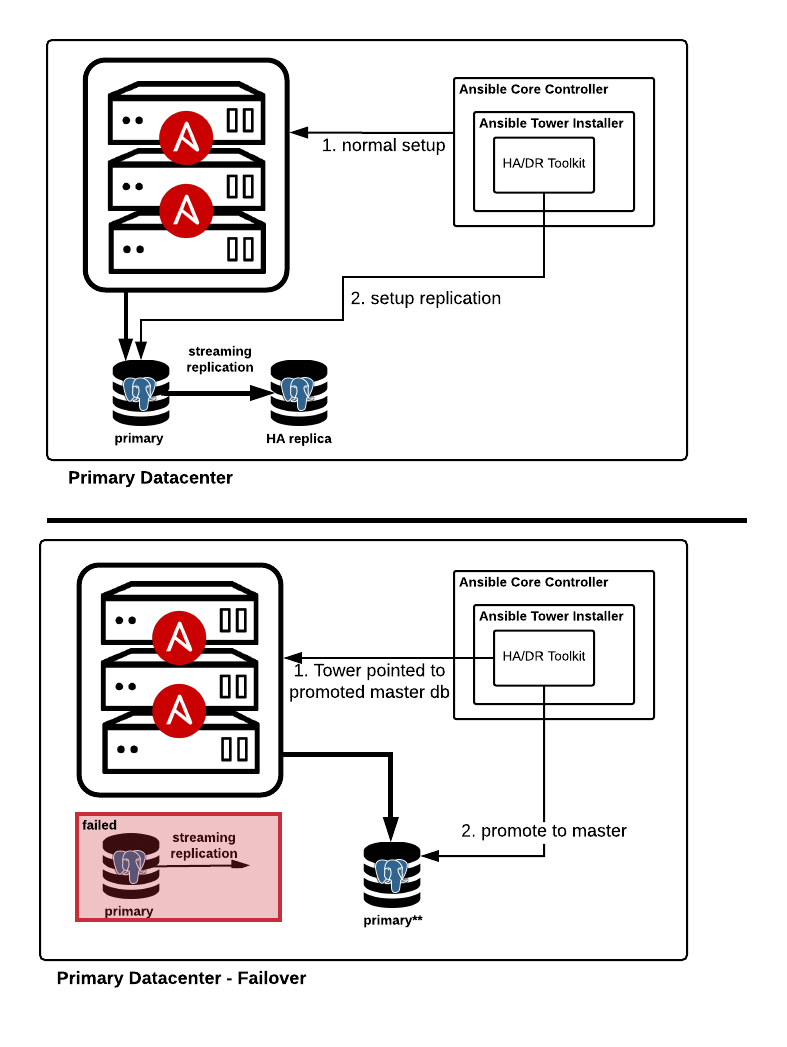 Ansible Core Controller
Ansible Tower Installer
HA/DR Toolkit
1. normal setup
2. setup replication
streaming
replication
primary
HA replica
Primary Datacenter
Ansible Core Controller
Ansible Tower Installer
HA/DR Toolkit
1. Tower pointed to
promoted master db
failed
streaming
replication
primary
2. promote to master
primary**
Primary Datacenter - Failover